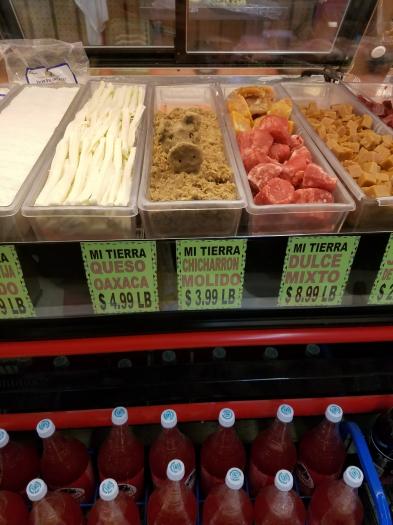 MI TIERRA
QUESO
OAXACA
$ 4.99 LB
MI TIERRA
CHICHARRON
MOLIDO
$ 3.99 LB
MI TIERRA
DULCE
MIXTO
$ 8.99 LB